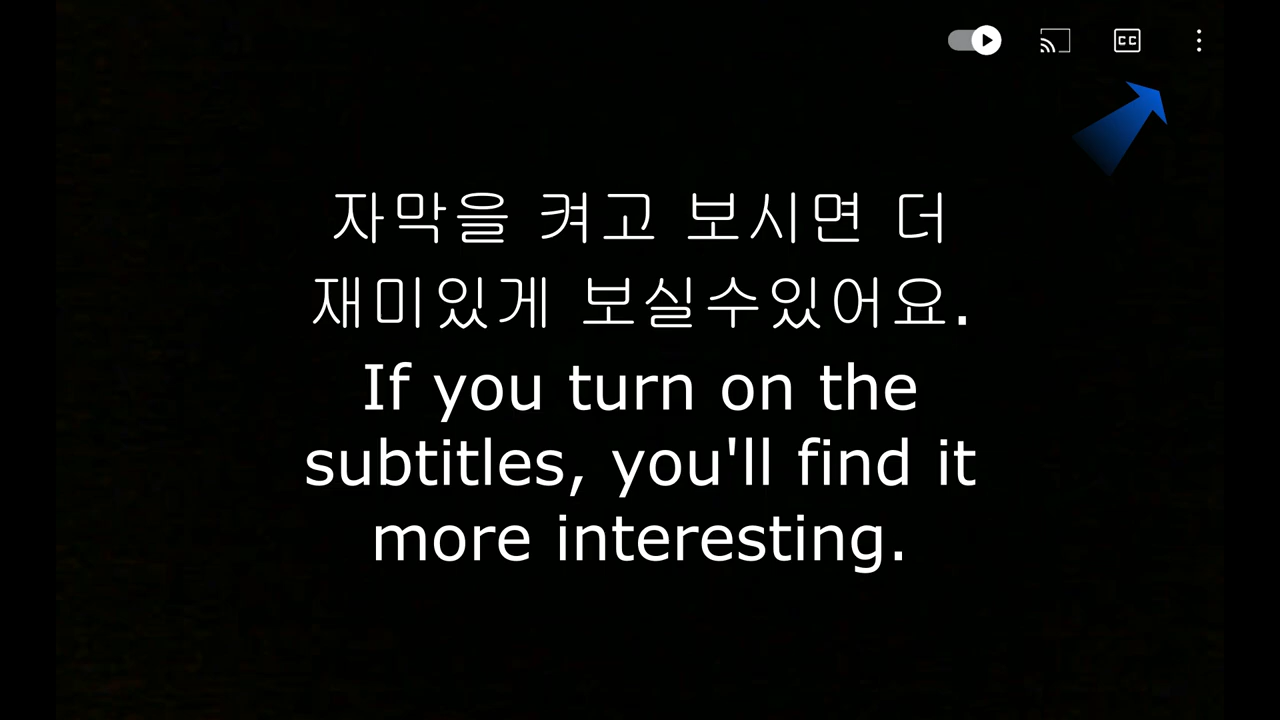 CC
자막을 켜고 보시면 더
재미있게 보실수있어요.
If you turn on the
subtitles, you'll find it
more interesting.